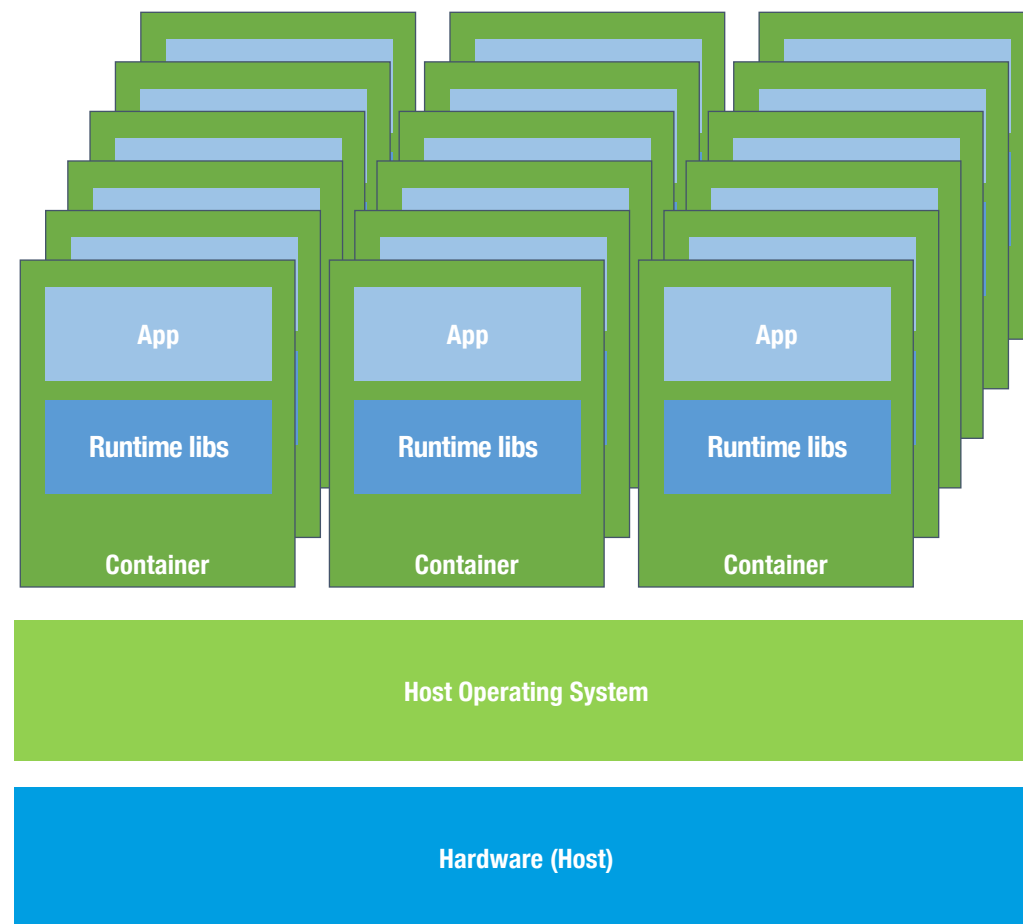 App
App
App
Runtime libs
Runtime libs
Runtime libs
Container
Container
Container
Host Operating System
Hardware (Host)